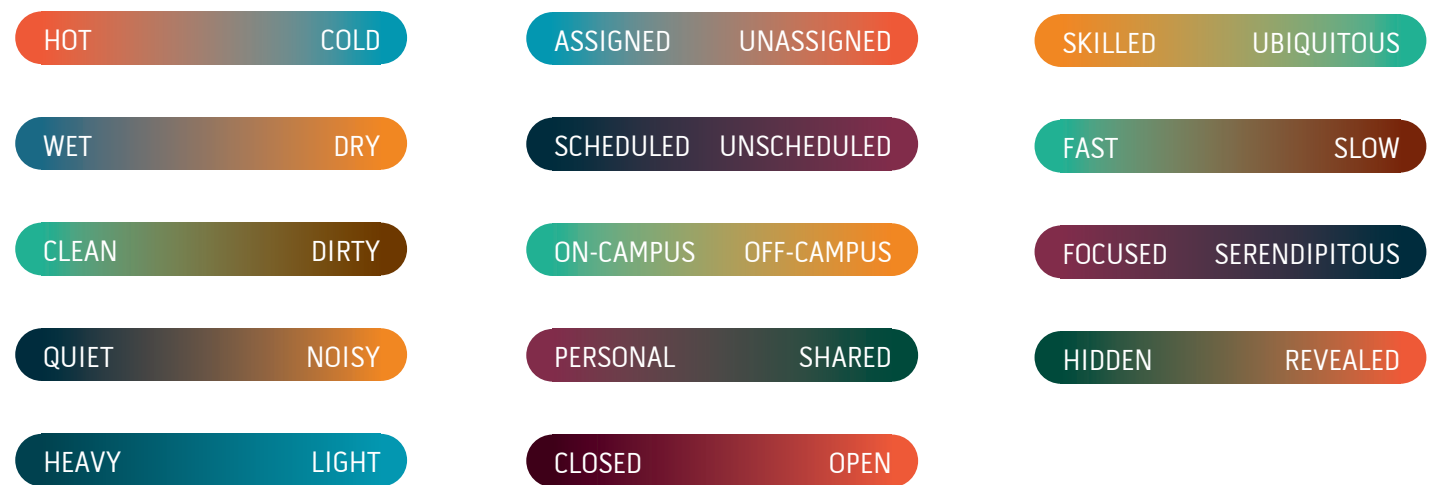 HOT COLD
WET DRY
CLEAN DIRTY
QUIET NOISY
HEAVY LIGHT
ASSIGNED UNASSIGNED
SCHEDULED UNSCHEDULED
ON-CAMPUS OFF-CAMPUS
PERSONAL SHARED
CLOSED OPEN
SKILLED UBIQUITOUS
FAST SLOW
FOCUSED SERENDIPITOUS
HIDDEN REVEALED